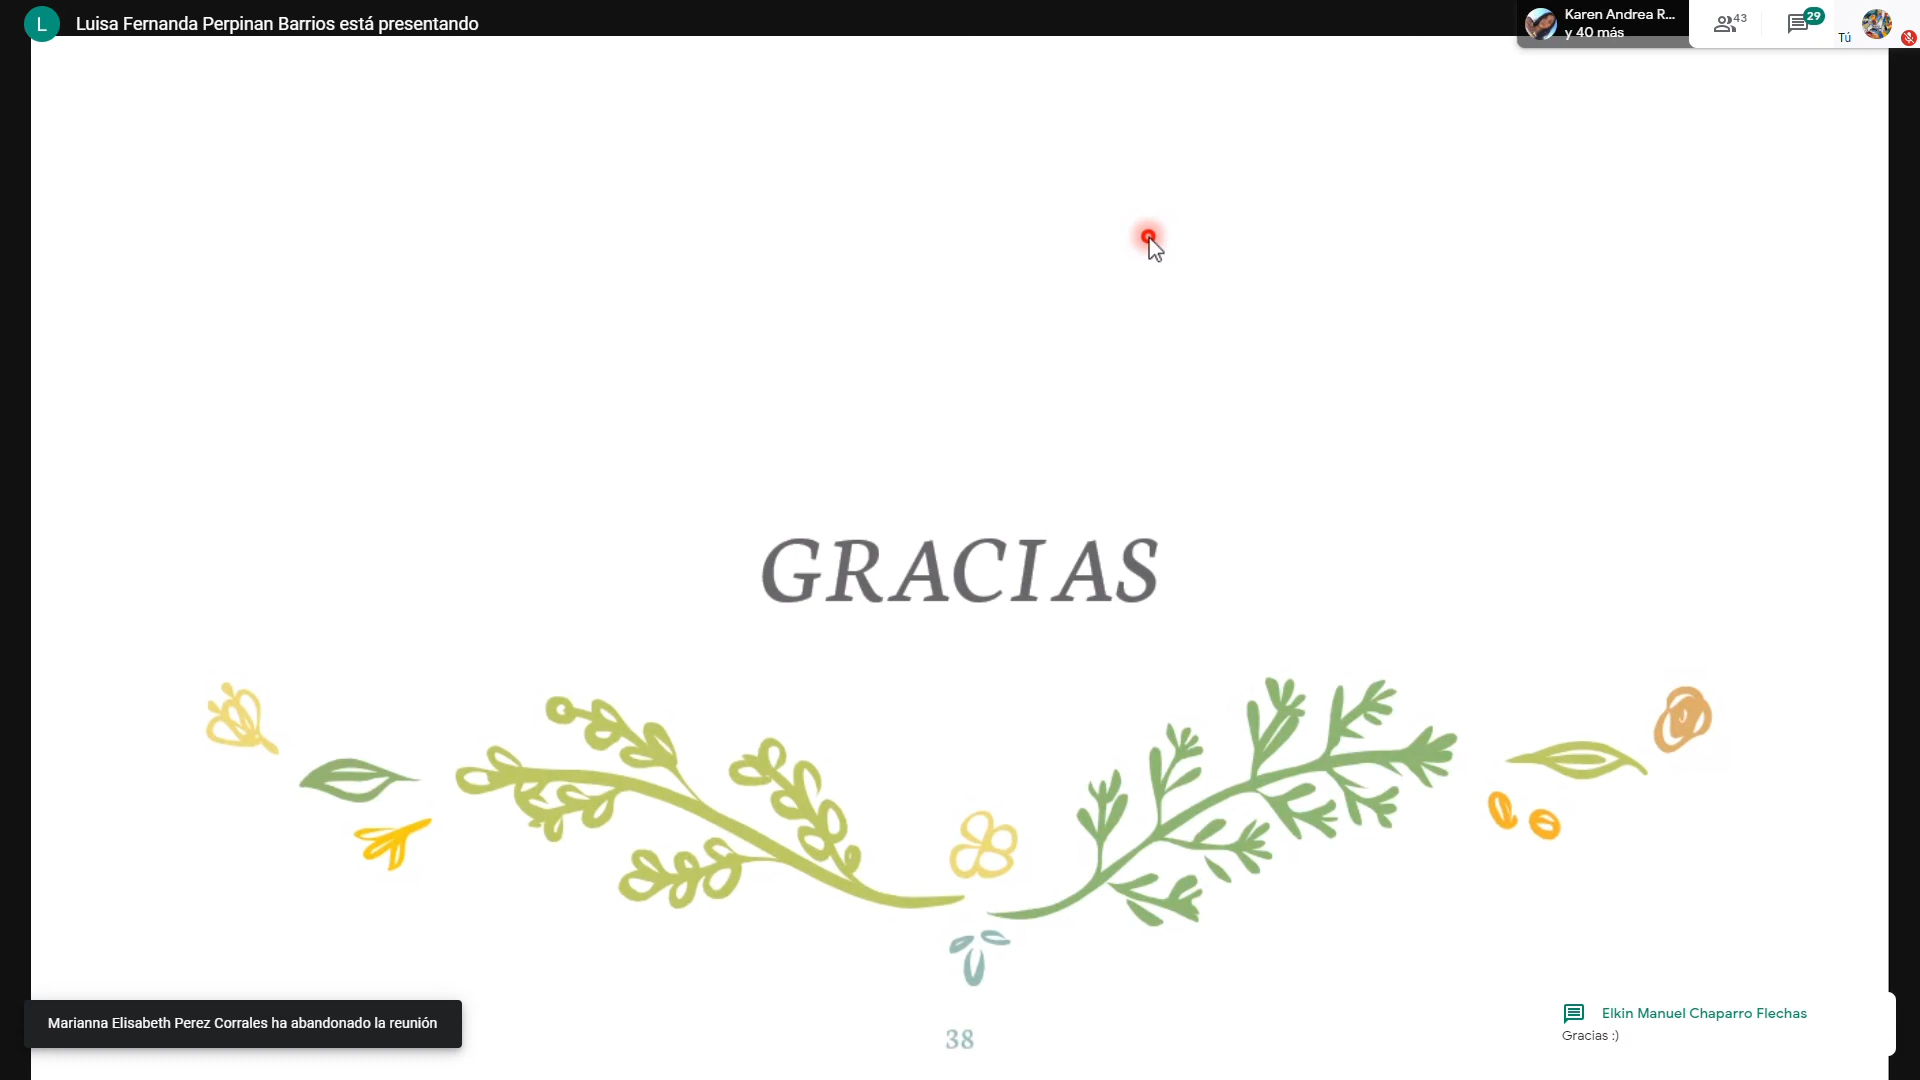 L
Luisa Fernanda Perpinan Barrios está presentando
Karen Andrea R...
y 40 más
43
29
Tú
GRACIAS
Marianna Elisabeth Perez Corrales ha abandonado la reunión
38
Elkin Manuel Chaparro Flechas
Gracias :)